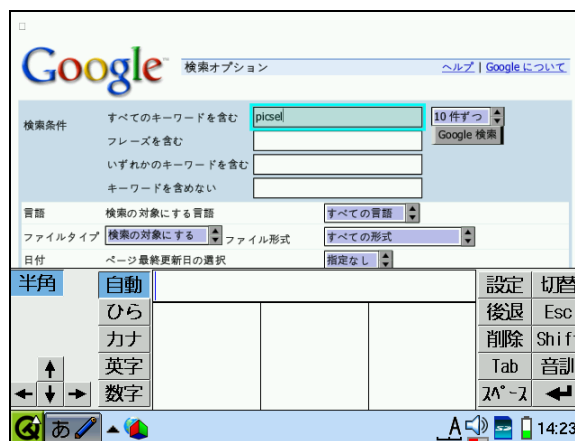 Google 検索オプション ヘルプ | Google について
検索条件 すべてのキーワードを含む picsel 10 件ずつ
フレーズを含む Google 検索
いずれかのキーワードを含む
キーワードを含めない
言語 検索の対象にする言語 すべての言語
ファイルタイプ 検索の対象にする ファイル形式 すべての形式
日付 ページ最終更新日の選択 指定なし
半角 自動 設定 切替
ひら 後退 Esc
カナ 削除 Shift
英字 Tab 音訓
数字 スペース
あ A 14:23